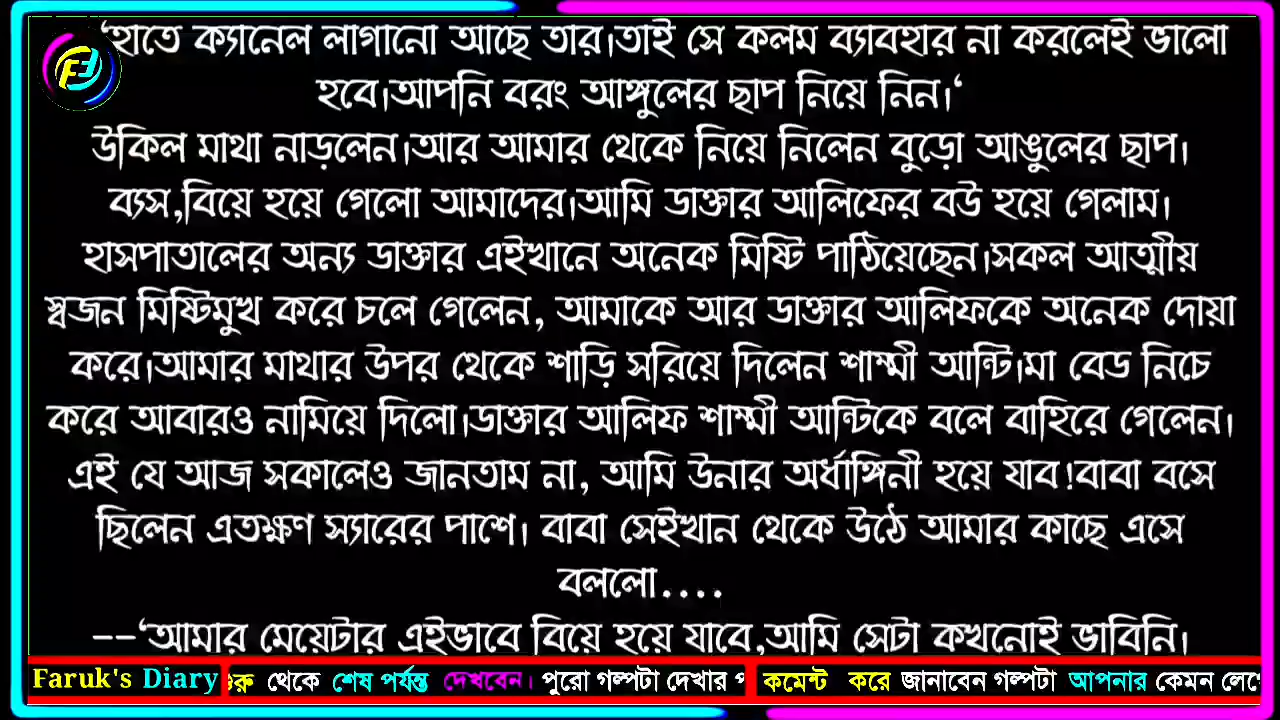 ‘হাতে ক্যানেল লাগানো আছে তার।তাই সে কলম ব্যাবহার না করলেই ভালো
হবে।আপনি বরং আঙ্গুলের ছাপ নিয়ে নিন।‘
উকিল মাথা নাড়লেন।আর আমার থেকে নিয়ে নিলেন বুড়ো আঙুলের ছাপ।
ব্যস,বিয়ে হয়ে গেলো আমাদের।আমি ডাক্তার আলিফের বউ হয়ে গেলাম।
হাসপাতালের অন্য ডাক্তার এইখানে অনেক মিষ্টি পাঠিয়েছেন।সকল আত্মীয়
স্বজন মিষ্টিমুখ করে চলে গেলেন, আমাকে আর ডাক্তার আলিফকে অনেক দোয়া
করে।আমার মাথার উপর থেকে শাড়ি সরিয়ে দিলেন শাম্মী আন্টি।মা বেড নিচে
করে আবারও নামিয়ে দিলো।ডাক্তার আলিফ শাম্মী আন্টিকে বলে বাহিরে গেলেন।
এই যে আজ সকালেও জানতাম না, আমি উনার অর্ধাঙ্গিনী হয়ে যাব!বাবা বসে
ছিলেন এতক্ষণ স্যারের পাশে। বাবা সেইখান থেকে উঠে আমার কাছে এসে
বললো....
--‘আমার মেয়েটার এইভাবে বিয়ে হয়ে যাবে,আমি সেটা কখনোই ভাবিনি।
Faruk's Diary থেকে শেষ পর্যন্ত দেখবেন। পুরো গল্পটা দেখার কমেন্ট করে জানাবেন গল্পটা আপনার কেমন